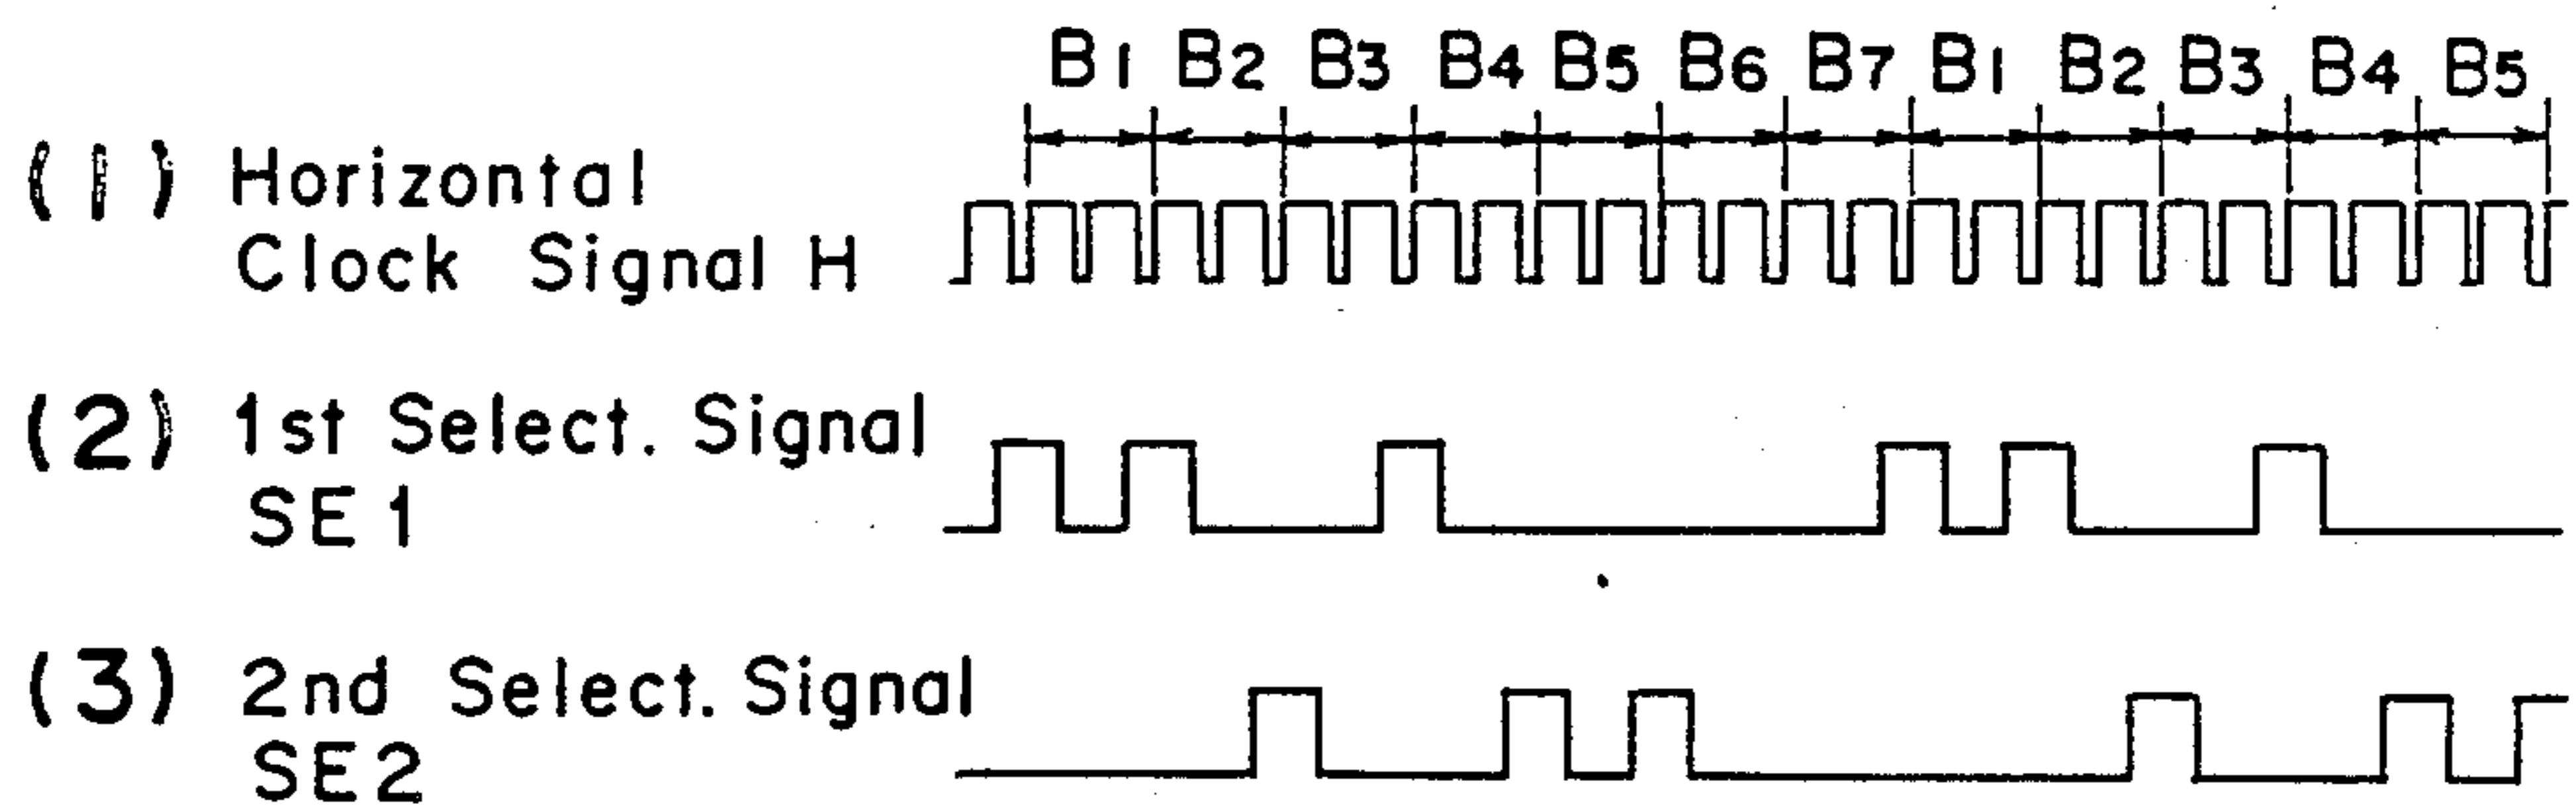 B1 B2 B3 B4 B5 B6 B7 B1 B2 B3 B4 B5
(1) Horizontal
Clock Signal H
(2) 1st Select. Signal
SE1
(3) 2nd Select. Signal
SE2